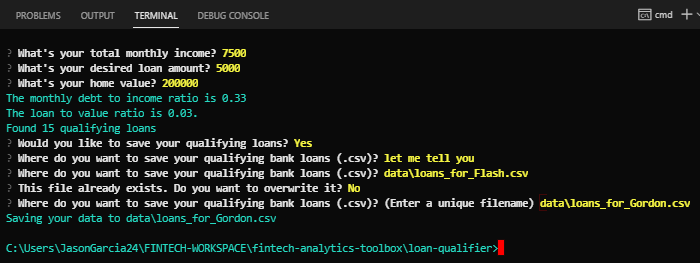 PROBLEMS OUTPUT TERMINAL DEBUG CONSOLE cmd
? What's your total monthly income? 7500
? What's your desired loan amount? 5000
? What's your home value? 200000
The monthly debt to income ratio is 0.33
The loan to value ratio is 0.03.
Found 15 qualifying loans
? Would you like to save your qualifying loans? Yes
? Where do you want to save your qualifying bank loans (.csv)? let me tell you
? Where do you want to save your qualifying bank loans (.csv)? data\loans_for_Flash.csv
? This file already exists. Do you want to overwrite it? No
? Where do you want to save your qualifying bank loans (.csv)? (Enter a unique filename) data\loans_for_Gordon.csv
Saving your data to data\loans_for_Gordon.csv
C:\Users\JasonGarcia24\FINTECH-WORKSPACE\fintech-analytics-toolbox\loan-qualifier>